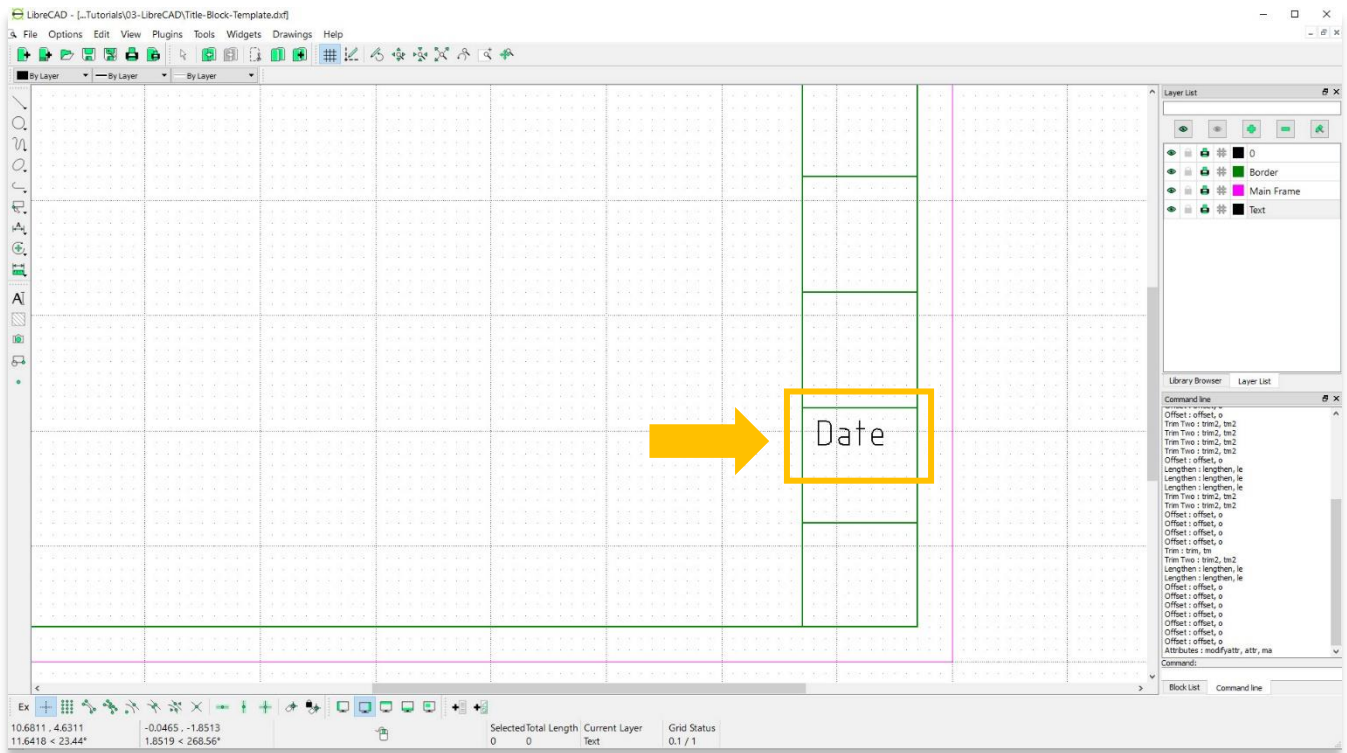 LibreCAD - [...Tutorials\03-LibreCAD\Title-Block-Template.dxf]
File Options Edit View Plugins Tools Widgets Drawings Help
By Layer By Layer By Layer
Layer List
0
Border
Main Frame
Text
Library Browser Layer List
Command line
Offset : offset, o
Trim Two : trim2, tm2
Trim Two : trim2, tm2
Trim Two : trim2, tm2
Trim Two : trim2, tm2
Offset : offset, o
Lengthen : lengthen, le
Lengthen : lengthen, le
Lengthen : lengthen, le
Trim Two : trim2, tm2
Trim Two : trim2, tm2
Offset : offset, o
Offset : offset, o
Offset : offset, o
Offset : offset, o
Trim : trim, tm
Trim Two : trim2, tm2
Lengthen : lengthen, le
Lengthen : lengthen, le
Offset : offset, o
Offset : offset, o
Offset : offset, o
Offset : offset, o
Offset : offset, o
Offset : offset, o
Offset : offset, o
Attributes : modifyattr, attr, ma
Command:
Block List Command line
Date
Ex
10.6811 , 4.6311 -0.0465 , -1.8513 Selected Total Length Current Layer Grid Status
11.6418 < 23.44° 1.8519 < 268.56° 0 0 Text 0.1 / 1